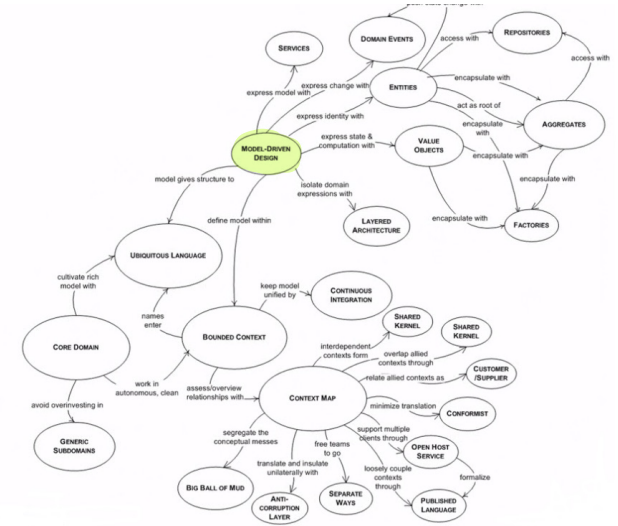 SERVICES
DOMAIN EVENTS
REPOSITORIES
access with
access with
express model with
express change with
ENTITIES
encapsulate with
act as root of
express identity with
encapsulate
with
AGGREGATES
MODEL-DRIVEN
DESIGN
express state &
computation with
VALUE
OBJECTS
encapsulate with
encapsulate with
model gives structure to
isolate domain
expressions with
define model within
LAYERED
ARCHITECTURE
encapsulate with
FACTORIES
UBIQUITOUS LANGUAGE
cultivate rich
model with
keep model
unified by
CONTINUOUS
INTEGRATION
names
enter
BOUNDED CONTEXT
CORE DOMAIN
SHARED
KERNEL
SHARED
KERNEL
interdependent
contexts form
overlap allied
contexts through
work in
autonomous, clean
assess/overview
relationships with
relate allied contexts as
CUSTOMER
/SUPPLIER
avoid overinvesting in
CONTEXT MAP
minimize translation
CONFORMIST
GENERIC
SUBDOMAINS
segregate the
conceptual messes
free teams
to go
support multiple
clients through
OPEN HOST
SERVICE
translate and insulate
unilaterally with
loosely couple
contexts
through
formalize
BIG BALL OF MUD
ANTI-
CORRUPTION
LAYER
SEPARATE
WAYS
PUBLISHED
LANGUAGE